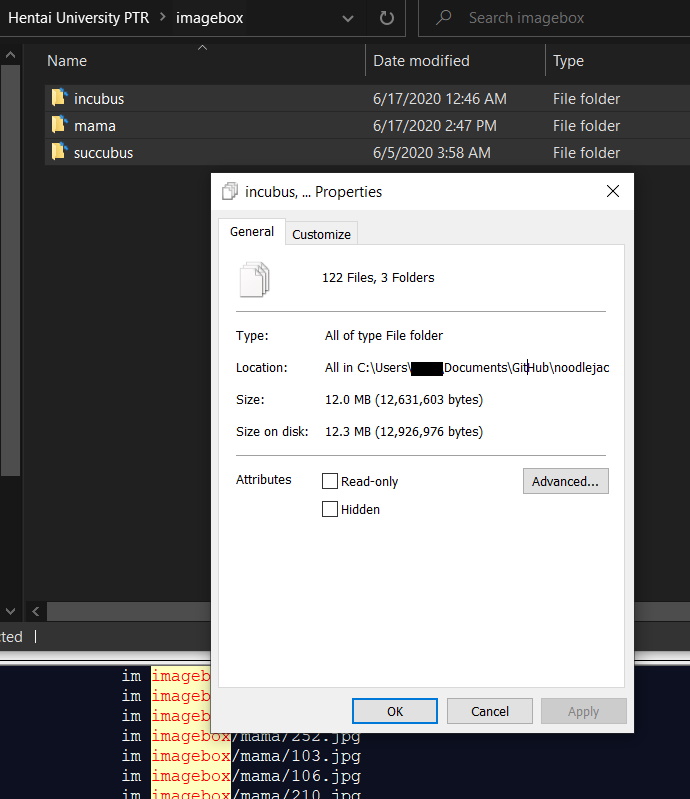 Hentai University PTR > imagebox
Search imagebox
Name Date modified Type
incubus 6/17/2020 12:46 AM File folder
mama 6/17/2020 2:47 PM File folder
succubus 6/5/2020 3:58 AM File folder
incubus, ... Properties
General Customize
122 Files, 3 Folders
Type: All of type File folder
Location: All in C:\Users\ Documents\GitHub\noodlejac
Size: 12.0 MB (12,631,603 bytes)
Size on disk: 12.3 MB (12,926,976 bytes)
Attributes Read-only Advanced...
Hidden
cted
OK Cancel Apply
im imageb
im imageb
im imageb
imagebox/mama/252.jpg
im imagebox/mama/103.jpg
im imagebox/mama/106.jpg
im imagebox/mama/210.jpg